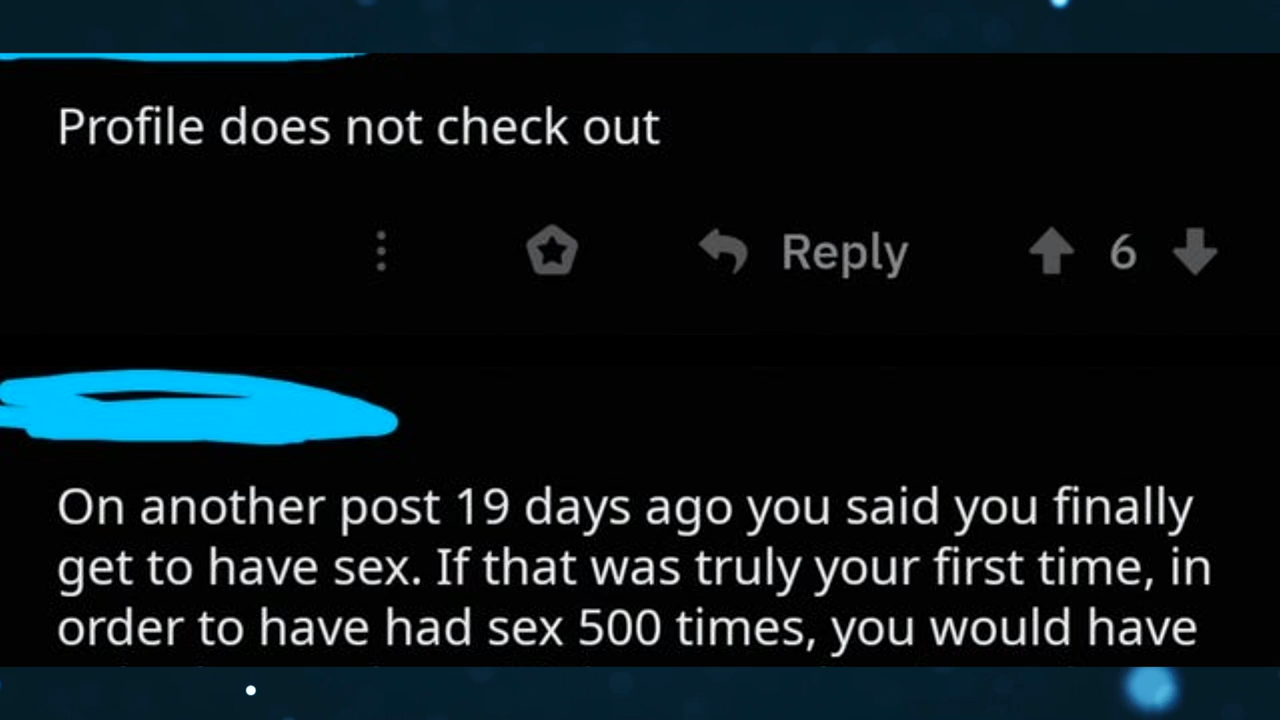 Profile does not check out
Reply 6
On another post 19 days ago you said you finally
get to have sex. If that was truly your first time, in
order to have had sex 500 times, you would have